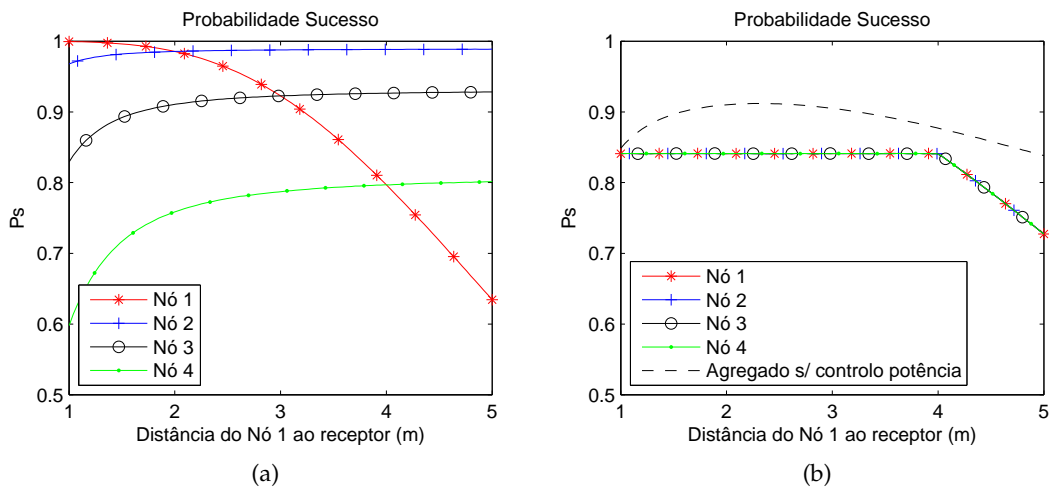 Probabilidade Sucesso
1
0.9
0.8
0.7
0.6
0.5
Ps
Nó 1
Nó 2
Nó 3
Nó 4
1 2 3 4 5
Distância do Nó 1 ao receptor (m)
(a)
Probabilidade Sucesso
1
0.9
0.8
0.7
0.6
0.5
Ps
Nó 1
Nó 2
Nó 3
Nó 4
Agregado s/ controlo potência
1 2 3 4 5
Distância do Nó 1 ao receptor (m)
(b)